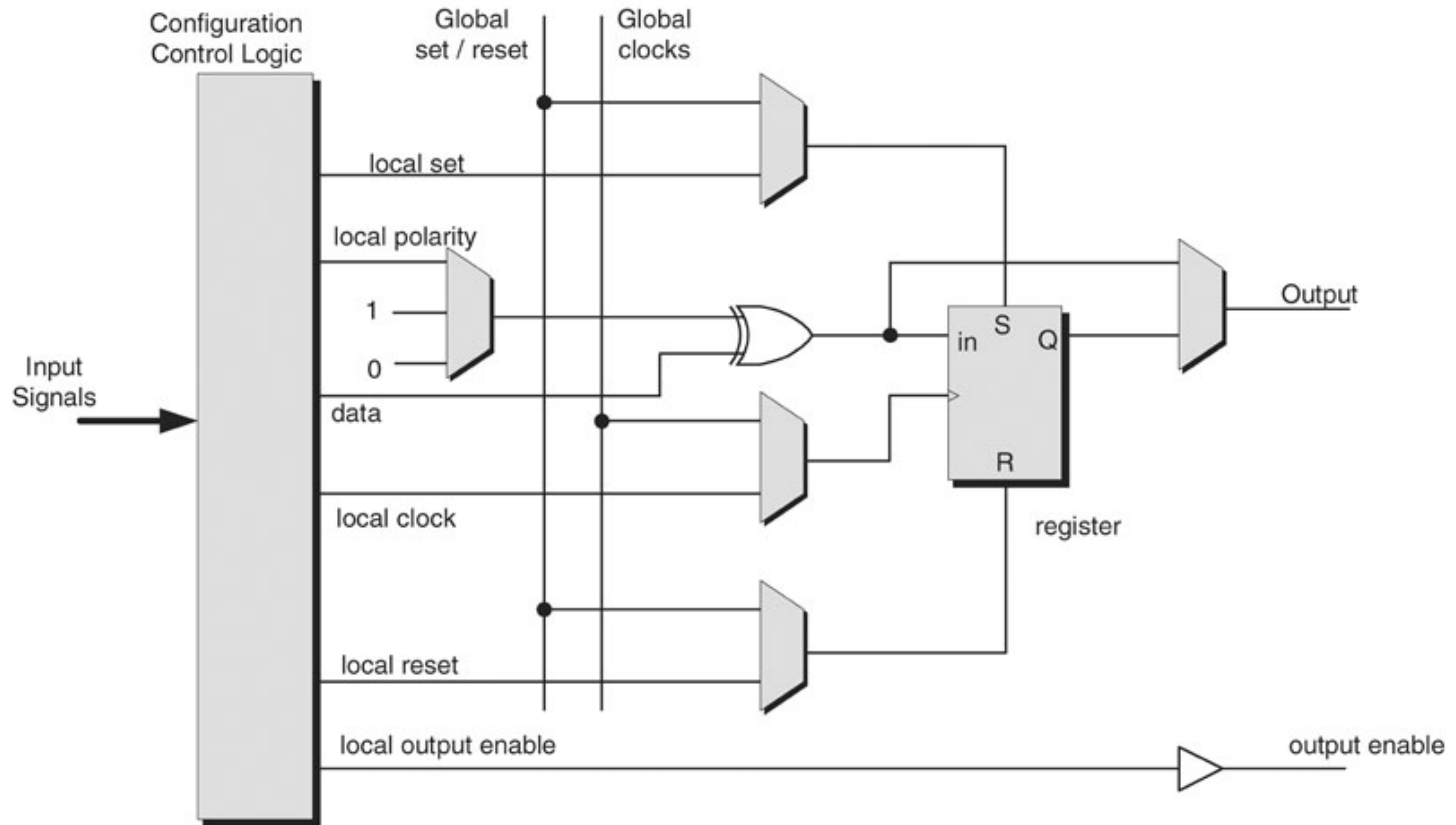 Configuration
Control Logic
Global
set / reset
Global
clocks
local set
local polarity
1
0
Input
Signals
data
local clock
local reset
local output enable
in
S
Q
R
register
Output
output enable